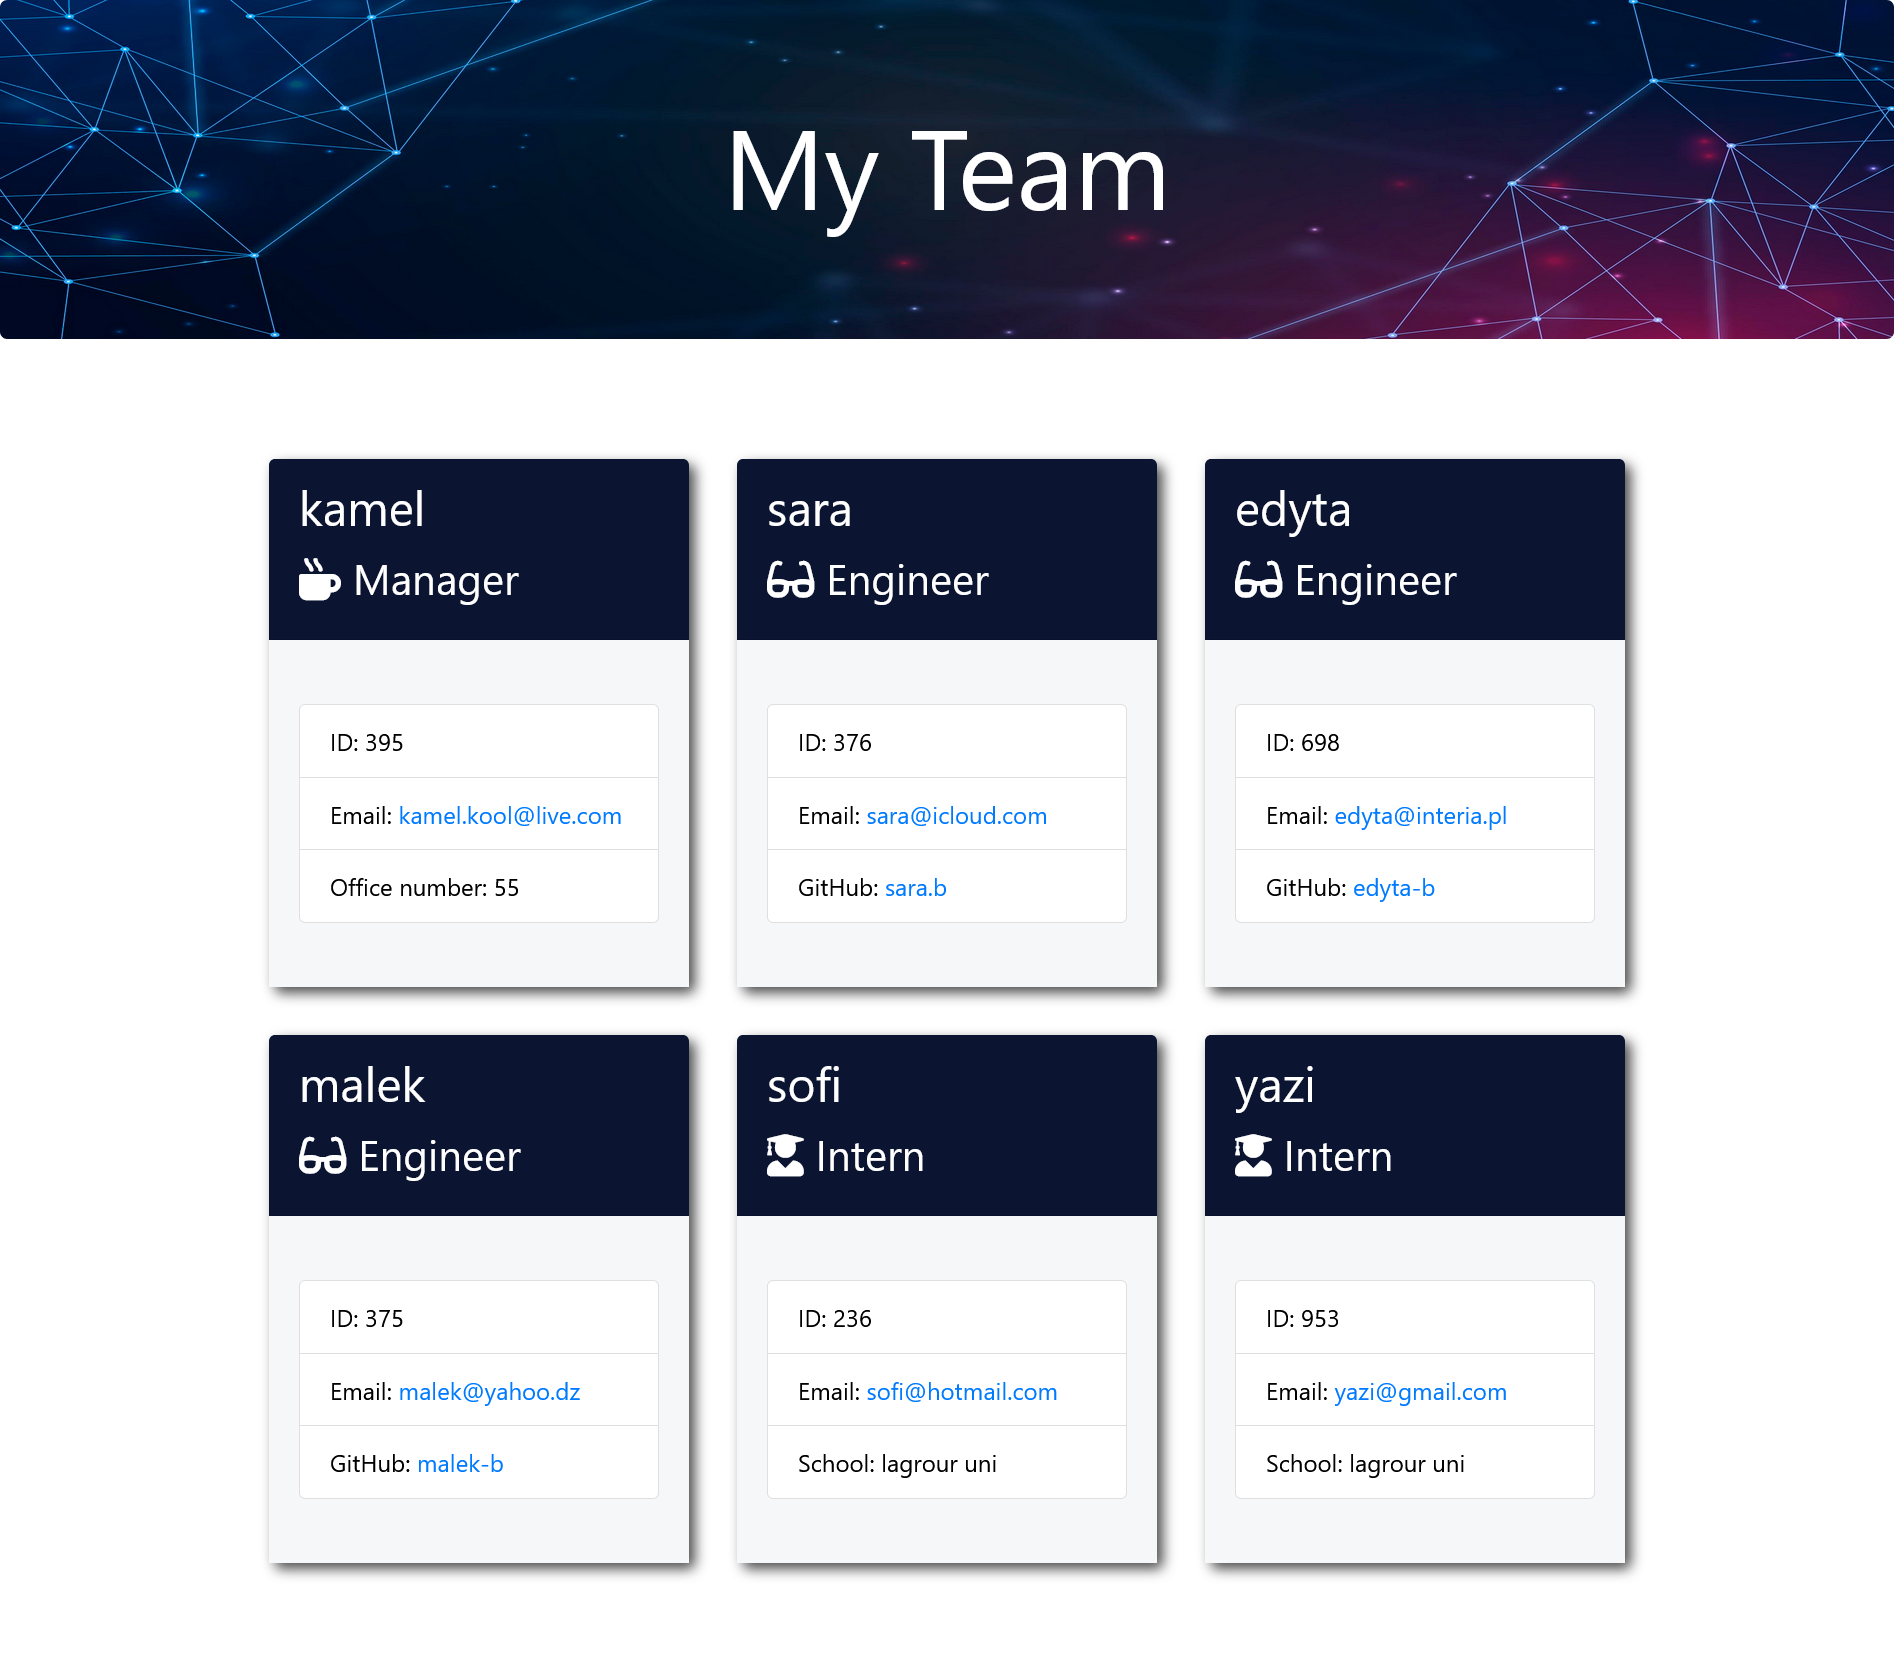 My Team
kamel
Manager
ID: 395
Email: kamel.kool@live.com
Office number: 55
sara
Engineer
ID: 376
Email: sara@icloud.com
GitHub: sara.b
edyta
Engineer
ID: 698
Email: edyta@interia.pl
GitHub: edyta-b
malek
Engineer
ID: 375
Email: malek@yahoo.dz
GitHub: malek-b
sofi
Intern
ID: 236
Email: sofi@hotmail.com
School: lagrour uni
yazi
Intern
ID: 953
Email: yazi@gmail.com
School: lagrour uni